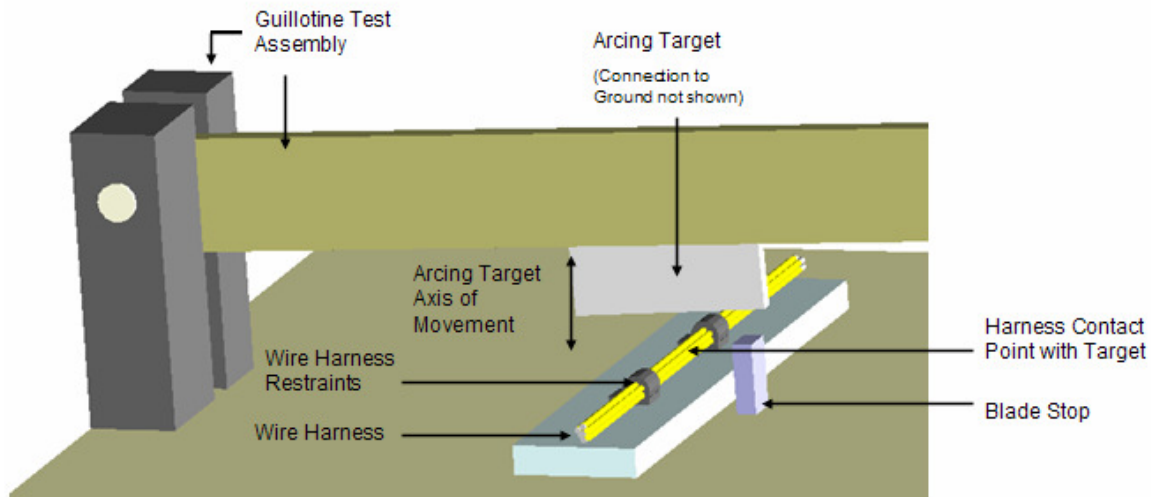 Guillotine Test
Assembly
Arcing Target
(Connection to
Ground not shown)
Arcing Target
Axis of
Movement
Wire Harness
Restraints
Wire Harness
Harness Contact
Point with Target
Blade Stop